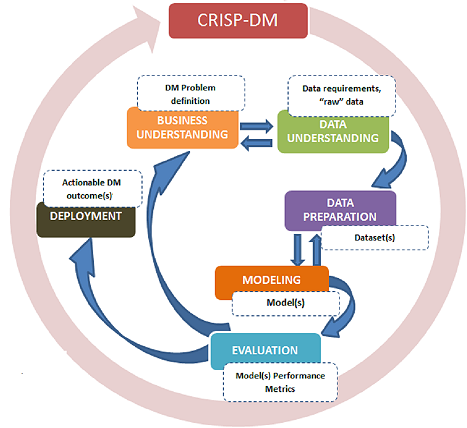 CRISP-DM
DM Problem
definition
BUSINESS
UNDERSTANDING
Data requirements,
"raw" data
DATA
UNDERSTANDING
DATA
PREPARATION
Dataset(s)
MODELING
Model(s)
EVALUATION
Model(s) Performance
Metrics
Actionable DM
outcome(s)
DEPLOYMENT